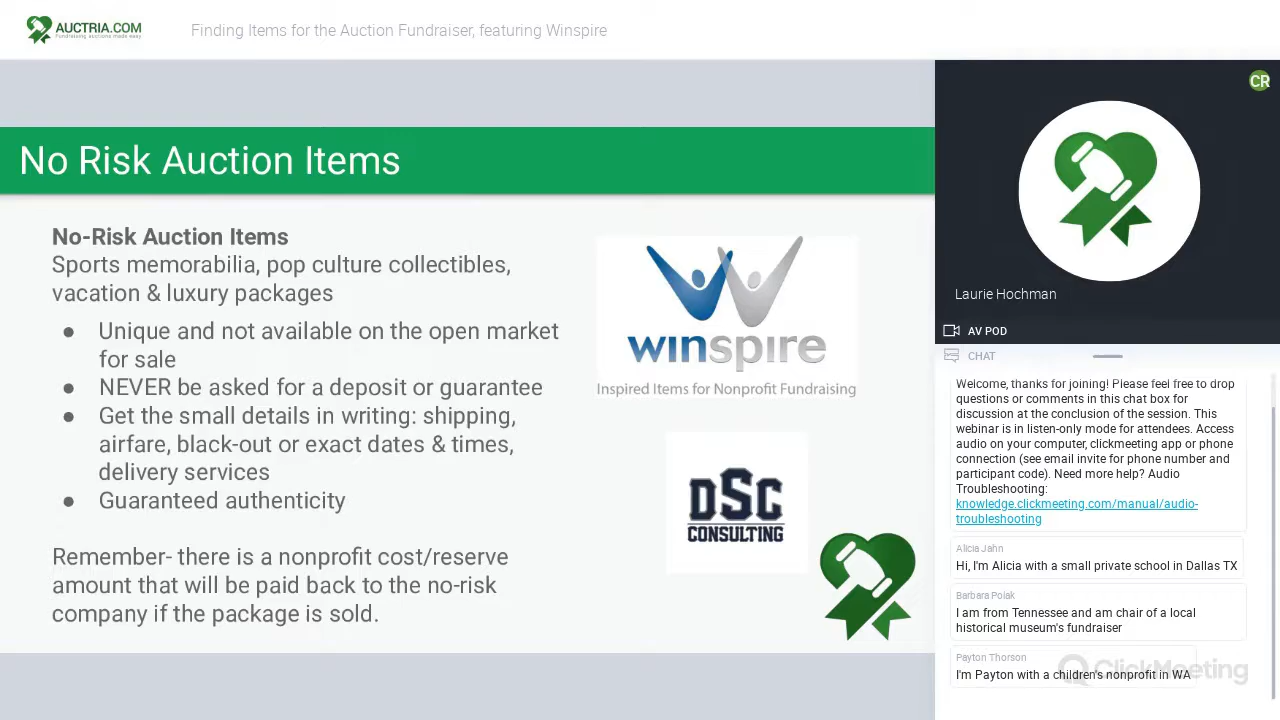 AUCTRIA.COM
Fundraising auctions made easy
Finding Items for the Auction Fundraiser, featuring Winspire
No Risk Auction Items
No-Risk Auction Items
Sports memorabilia, pop culture collectibles,
vacation & luxury packages
● Unique and not available on the open market
for sale
● NEVER be asked for a deposit or guarantee
● Get the small details in writing: shipping,
airfare, black-out or exact dates & times,
delivery services
● Guaranteed authenticity
Remember- there is a nonprofit cost/reserve
amount that will be paid back to the no-risk
company if the package is sold.
winspire
Inspired Items for Nonprofit Fundraising
DSC
CONSULTING
CR
Laurie Hochman
AV POD
CHAT
Welcome, thanks for joining! Please feel free to drop
questions or comments in this chat box for
discussion at the conclusion of the session. This
webinar is in listen-only mode for attendees. Access
audio on your computer, clickmeeting app or phone
connection (see email invite for phone number and
participant code). Need more help? Audio
Troubleshooting:
knowledge.clickmeeting.com/manual/audio-
troubleshooting
Alicia Jahn
Hi, I'm Alicia with a small private school in Dallas TX
Barbara Polak
I am from Tennessee and am chair of a local
historical museum's fundraiser
Payton Thorson
I'm Payton with a children's nonprofit in WA
ClickMeeting